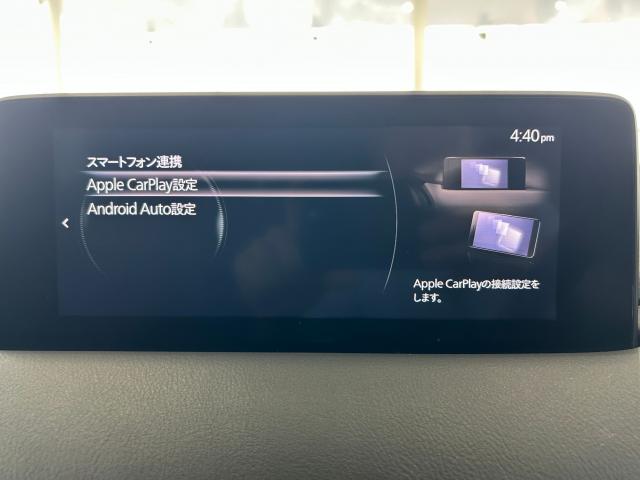 4:40pm
スマートフォン連携
Apple CarPlay設定
Android Auto設定
Apple CarPlayの接続設定を
します。